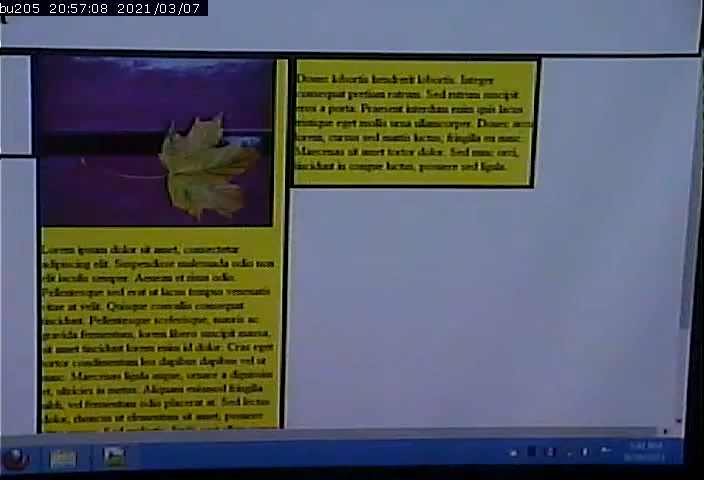 bu205 20:57:08 2021/03/07
Donec lobortis hendrerit lobortis. Integer
consequat pretium rutrum. Sed rutrum suscipit
eros a porta. Praesent interdum enim quis lacus
tristique eget mollis urna ullamcorper. Donec
lorem, cursus sed mattis luctus, fringilla eu nunc.
Maecenas sit amet tortor dolor. Sed nunc orci,
tincidunt in congue luctus, posuere sed ligula.
Lorem ipsum dolor sit amet, consectetur
adipiscing elit. Suspendisse malesuada odio non
elit iaculis semper. Aenean et risus odio.
Pellentesque sed erat ut lacus tempus venenatis
vitae at velit. Quisque convallis consequat
tincidunt. Pellentesque scelerisque, mauris ac
gravida fermentum, lorem libero suscipit massa,
sit amet tincidunt lorem enim id dolor. Cras eget
tortor condimentum leo dapibus dapibus vel ut
nunc. Maecenas ligula augue, ornare a dignissim
et, ultricies in metus. Aliquam euismod fringilla
nibh, vel fermentum odio placerat at. Sed lectus
dolor, rhoncus ut elementum sit amet, posuere